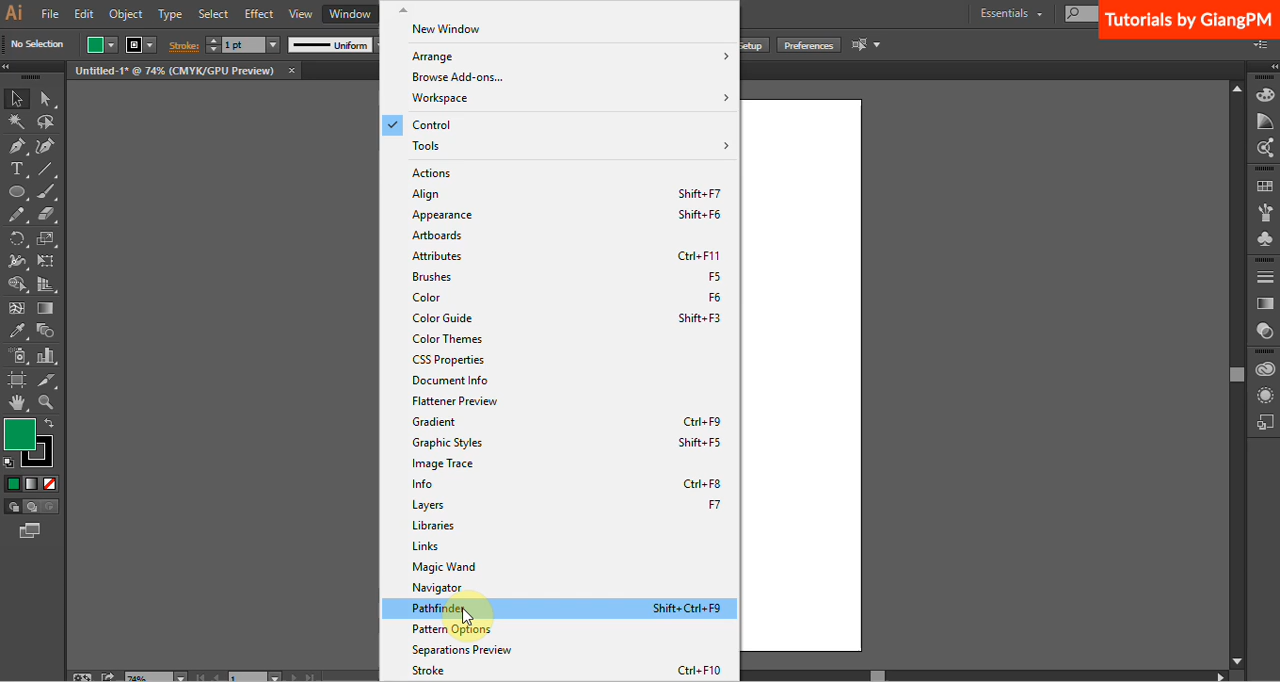 Ai File Edit Object Type Select Effect View Window Essentials
Tutorials by GiangPM
No Selection Stroke: 1 pt Uniform Preferences
Untitled-1* @ 74% (CMYK/GPU Preview) ×
New Window
Arrange
Browse Add-ons...
Workspace
Control
Tools
Actions
Align Shift+F7
Appearance Shift+F6
Artboards
Attributes Ctrl+F11
Brushes F5
Color F6
Color Guide Shift+F3
Color Themes
CSS Properties
Document Info
Flattener Preview
Gradient Ctrl+F9
Graphic Styles Shift+F5
Image Trace
Info Ctrl+F8
Layers F7
Libraries
Links
Magic Wand
Navigator
Pathfinder Shift+Ctrl+F9
Pattern Options
Separations Preview
Stroke Ctrl+F10
74% 1